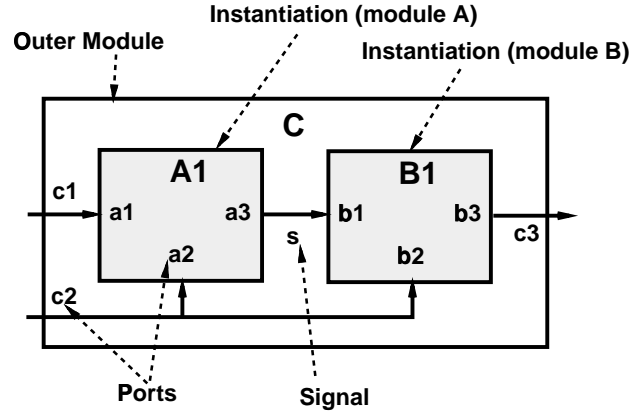 Instantiation (module A)
Outer Module
Instantiation (module B)
C
A1
B1
c1
a1
a3
b1
b3
s
c3
a2
b2
c2
Ports
Signal